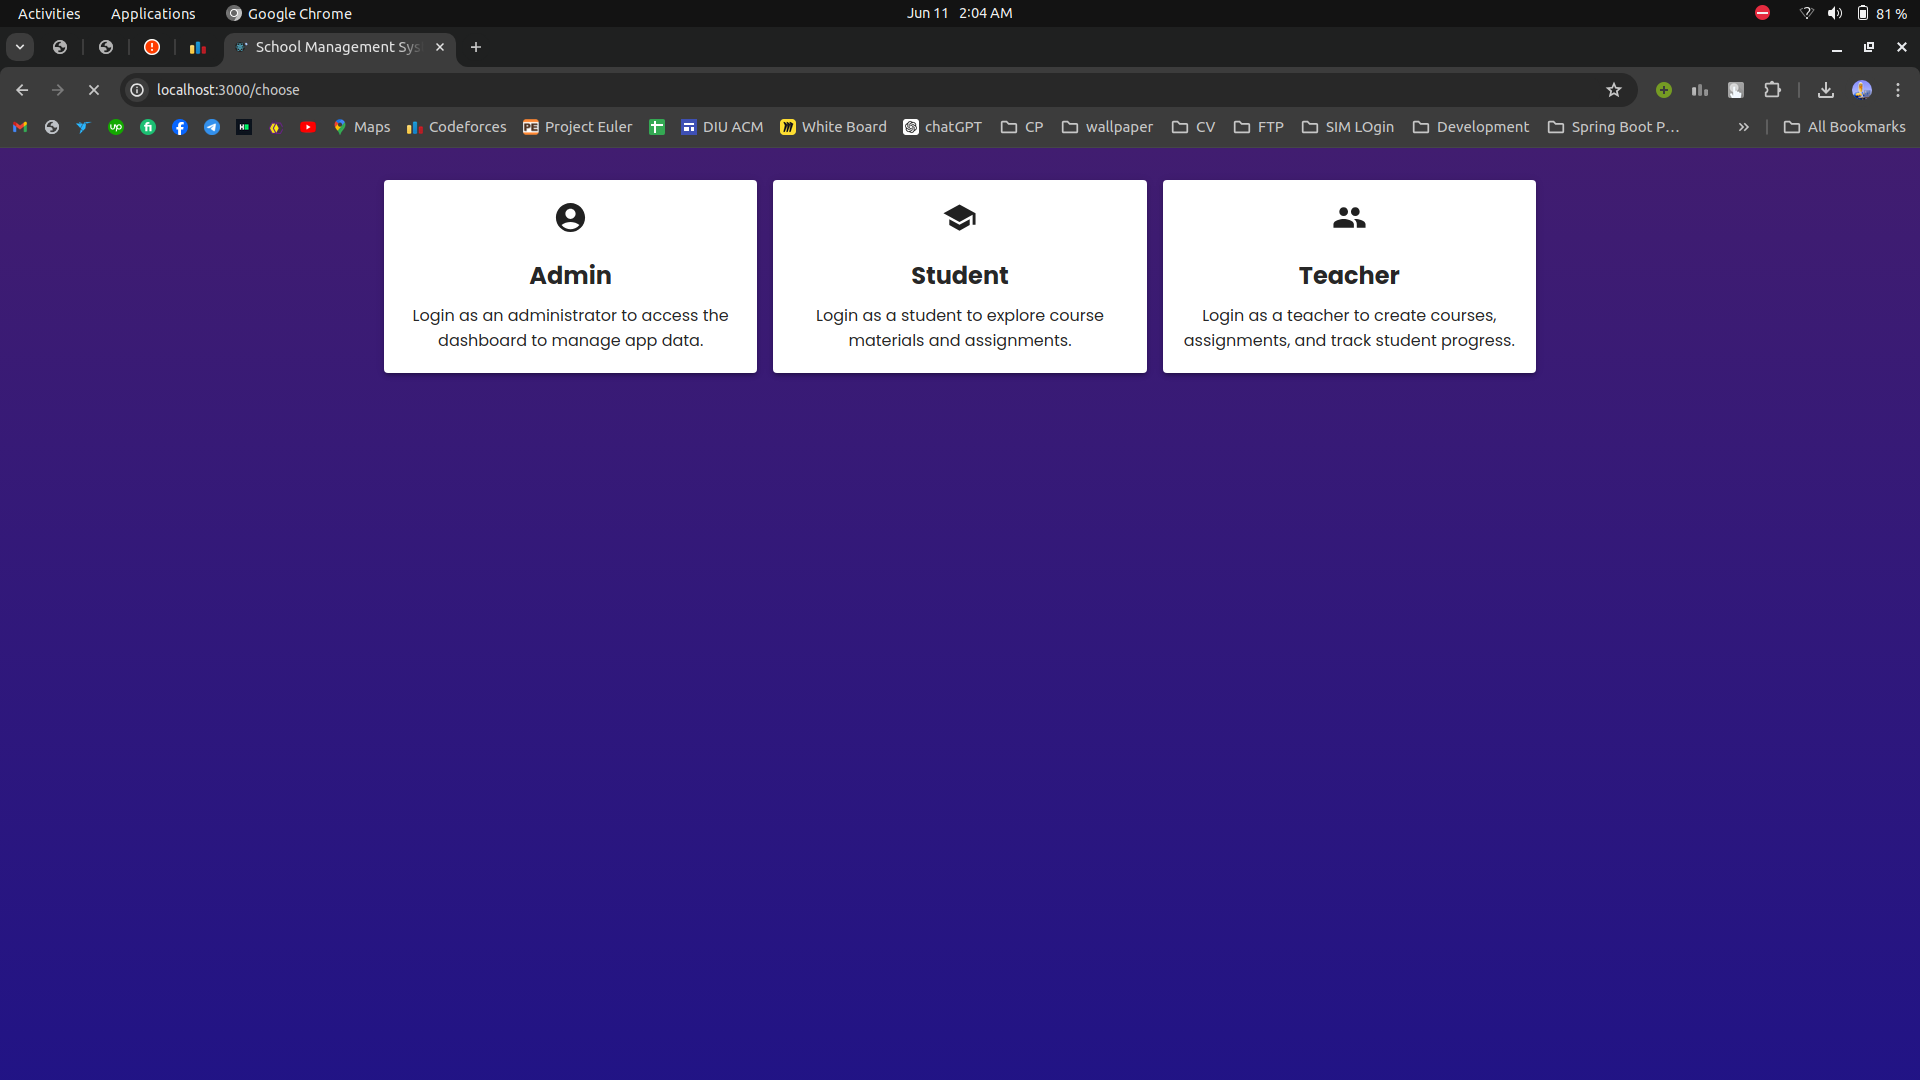 Activities Applications Google Chrome Jun 11 2:04 AM 81 %
School Management Sys
localhost:3000/choose
Maps Codeforces PE Project Euler DIU ACM White Board chatGPT CP wallpaper CV FTP SIM LOgin Development Spring Boot P... All Bookmarks
Admin
Login as an administrator to access the
dashboard to manage app data.
Student
Login as a student to explore course
materials and assignments.
Teacher
Login as a teacher to create courses,
assignments, and track student progress.